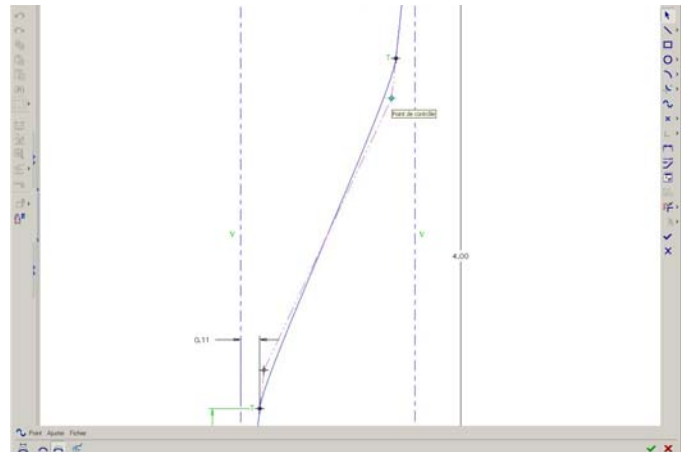 T
Point de contrôle
V
V
4.00
0.11
T
Point Ajuster Fichier